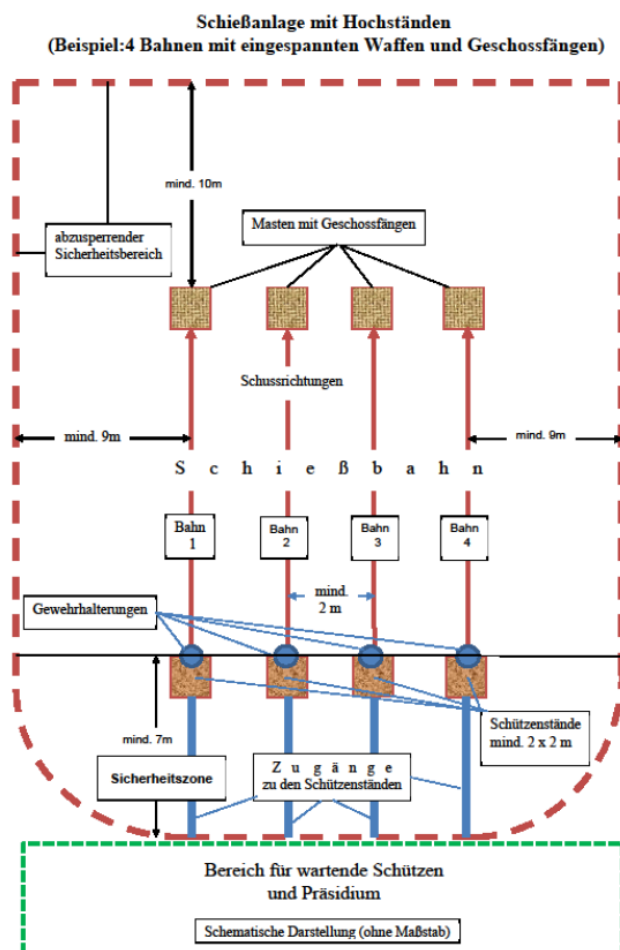 Schießanlage mit Hochständen
(Beispiel:4 Bahnen mit eingespannten Waffen und Geschossfängen)
mind. 10m
abzusperrender
Sicherheitsbereich
Masten mit Geschossfängen
Schussrichtungen
mind. 9m
mind. 9m
S c h i e ß b a h n
Bahn
1
Bahn
2
Bahn
3
Bahn
4
mind.
2 m
Gewehrhalterungen
mind. 7m
Schützenstände
mind. 2 x 2 m
Sicherheitszone
Z u g ä n g e
zu den Schützenständen
Bereich für wartende Schützen
und Präsidium
Schematische Darstellung (ohne Maßstab)